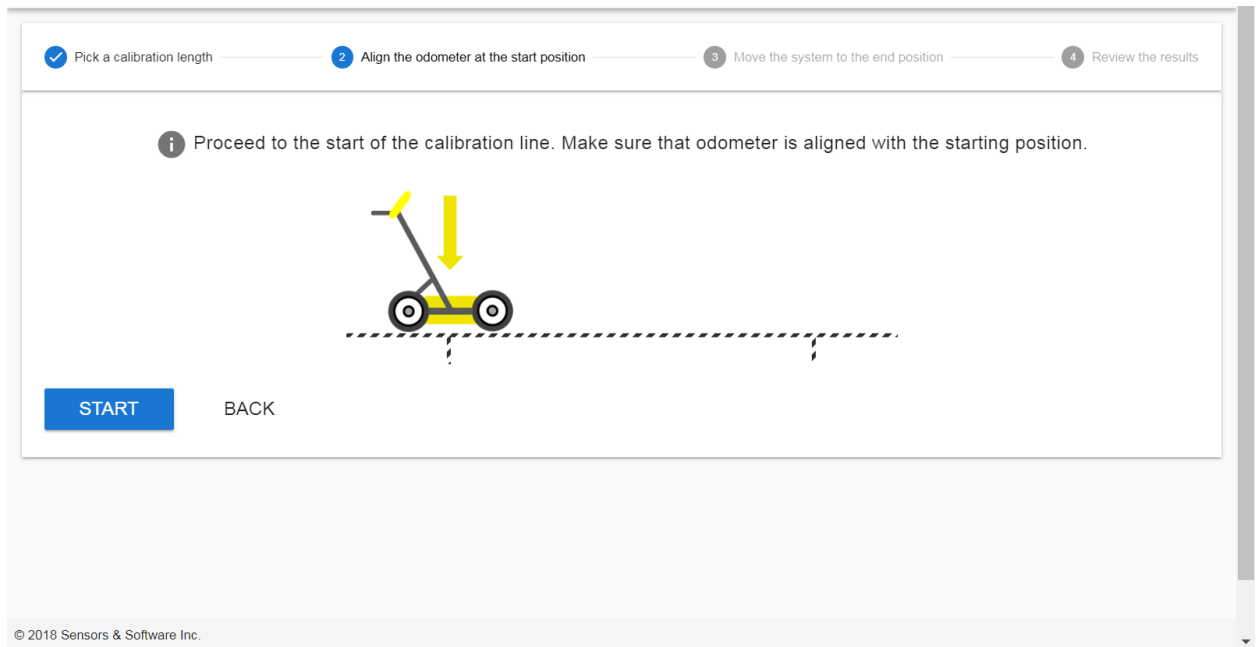 Pick a calibration length
2 Align the odometer at the start position
3 Move the system to the end position
4 Review the results
Proceed to the start of the calibration line. Make sure that odometer is aligned with the starting position.
START
BACK
© 2018 Sensors & Software Inc.